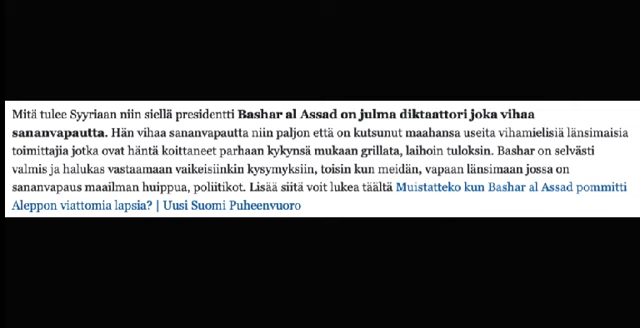 Mitä tulee Syyriaan niin siellä presidentti Bashar al Assad on julma diktaattori joka vihaa
sananvapautta. Hän vihaa sananvapautta niin paljon että on kutsunut maahansa useita vihamielisiä länsimaisia
toimittajia jotka ovat häntä koittaneet parhaan kykynsä mukaan grillata, laihoin tuloksin. Bashar on selvästi
valmis ja halukas vastaamaan vaikeisiinkin kysymyksiin, toisin kun meidän, vapaan länsimaan jossa on
sananvapaus maailman huippua, poliitikot. Lisää siitä voit lukea täältä Muistatteko kun Bashar al Assad pommitti
Aleppon viattomia lapsia? | Uusi Suomi Puheenvuoro